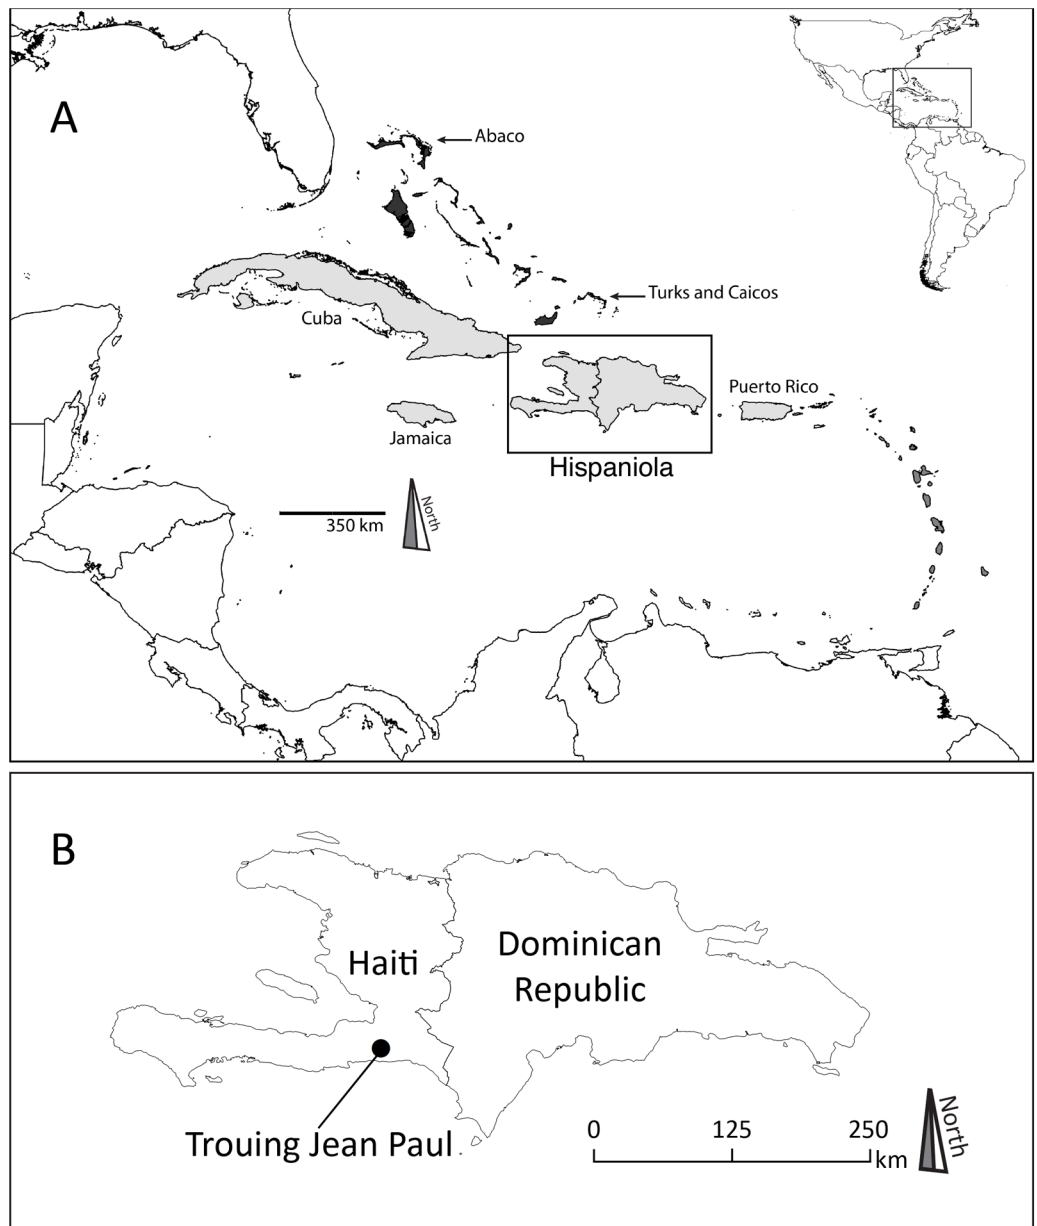 A
Abaco
Turks and Caicos
Cuba
Puerto Rico
Jamaica
Hispaniola
North
350 km
B
Haiti
Dominican
Republic
Trouing Jean Paul
0 125 250
km
North